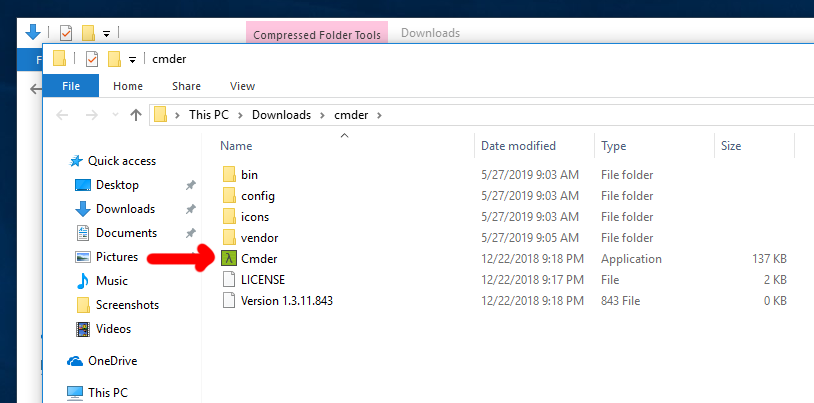 Compressed Folder Tools Downloads
F
cmder
File Home Share View
This PC > Downloads > cmder >
Name Date modified Type Size
Quick access
Desktop
Downloads
Documents
Pictures
Music
Screenshots
Videos
OneDrive
This PC
bin 5/27/2019 9:03 AM File folder
config 5/27/2019 9:03 AM File folder
icons 5/27/2019 9:03 AM File folder
vendor 5/27/2019 9:05 AM File folder
λ Cmder 12/22/2018 9:18 PM Application 137 KB
LICENSE 12/22/2018 9:17 PM File 2 KB
Version 1.3.11.843 12/22/2018 9:18 PM 843 File 0 KB